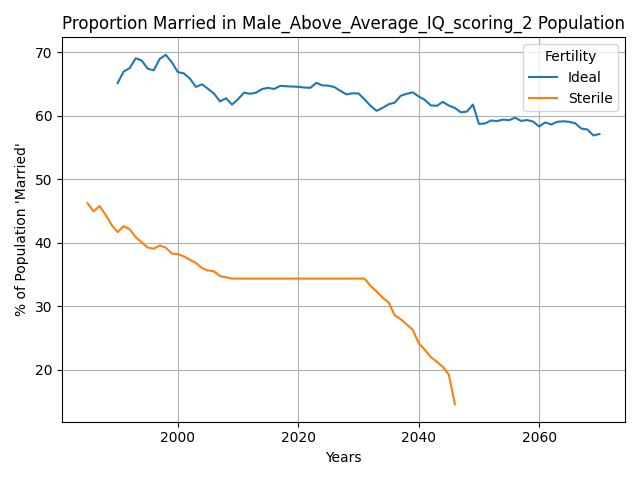 Proportion Married in Male_Above_Average_IQ_scoring_2 Population
Fertility
Ideal
Sterile
% of Population 'Married'
70
60
50
40
30
20
2000 2020 2040 2060
Years